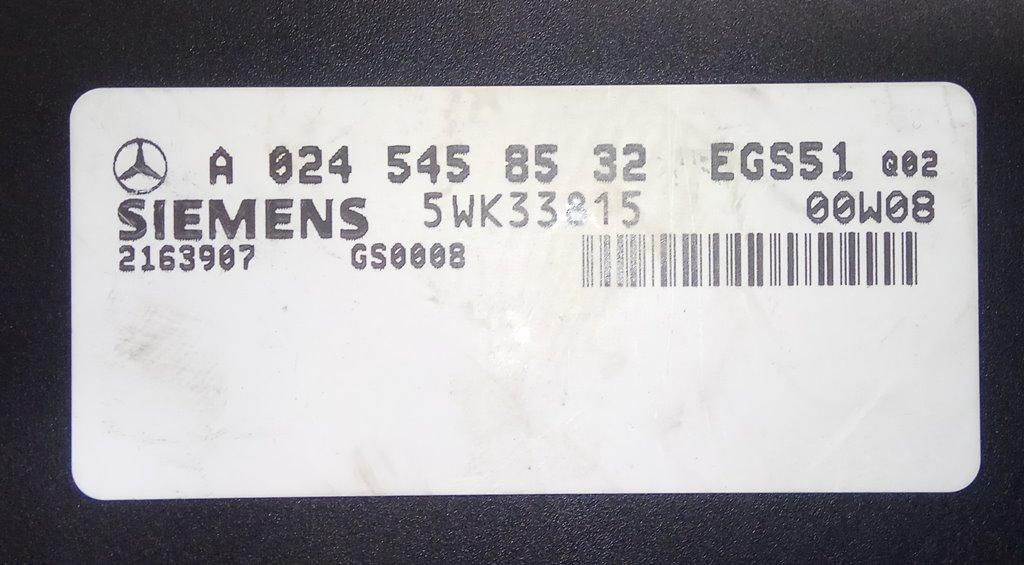 A 024 545 85 32 EGS51 Q02
SIEMENS 5WK33815 00W08
2163907 GS0008